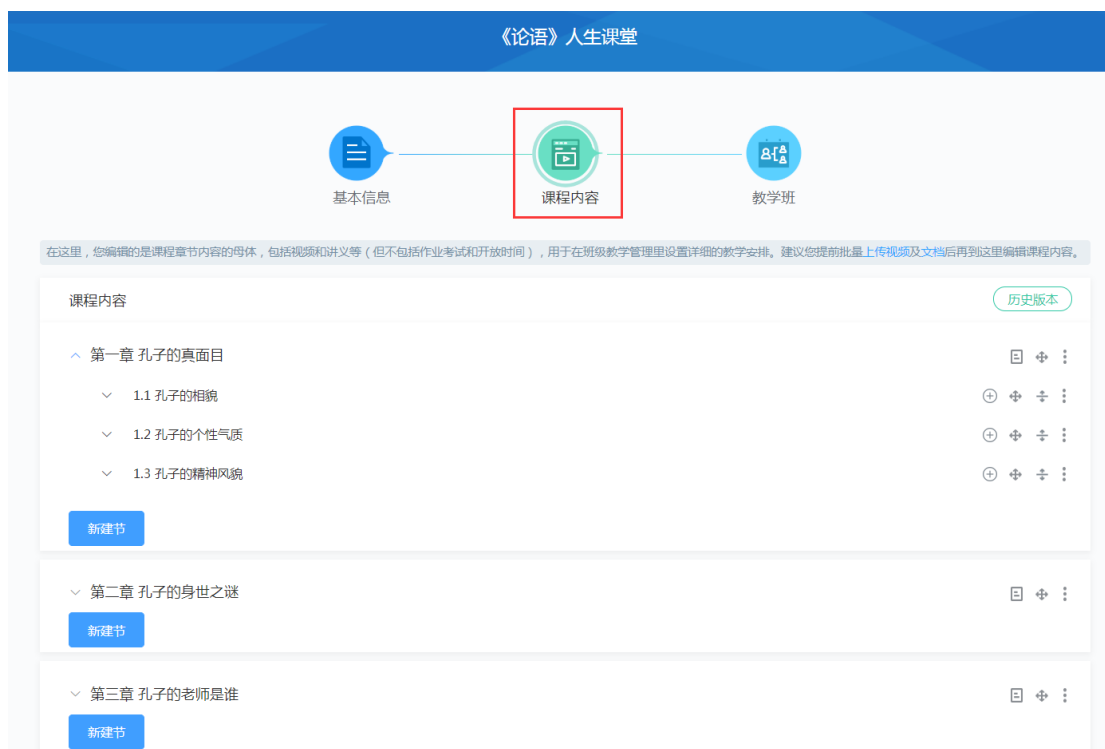 《论语》人生课堂
基本信息
课程内容
教学班
在这里，您编辑的是课程章节内容的母体，包括视频和讲义等（但不包括作业考试和开放时间），用于在班级教学管理里设置详细的教学安排。建议您提前批量上传视频及文档后再到这里编辑课程内容。
课程内容
历史版本
第一章 孔子的真面目
1.1 孔子的相貌
1.2 孔子的个性气质
1.3 孔子的精神风貌
新建节
第二章 孔子的身世之谜
新建节
第三章 孔子的老师是谁
新建节